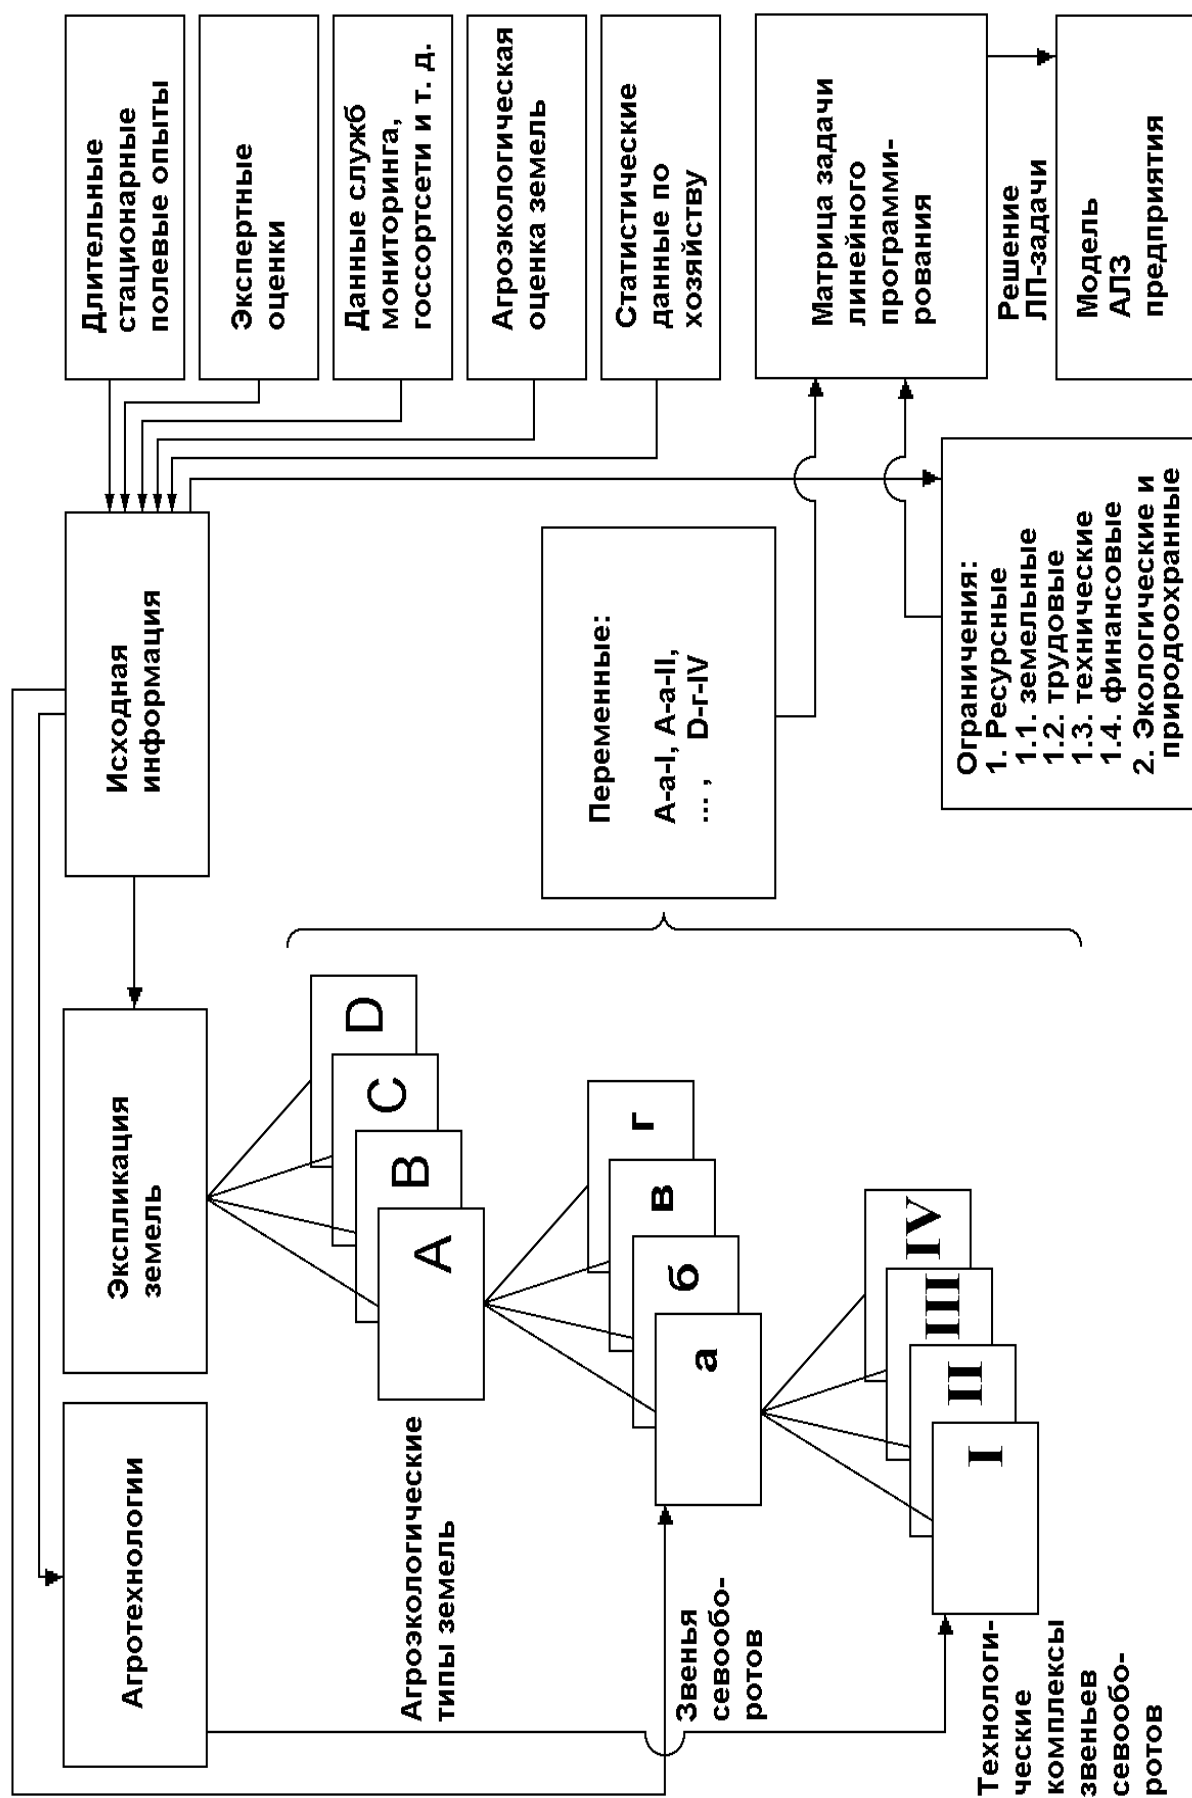 Агротехнологии
Экспликация
земель
Исходная
информация
Длительные
стационарные
полевые опыты
Экспертные
оценки
Данные служб
мониторинга,
госсортсети и т. д.
Агроэкологическая
оценка земель
Статистические
данные по
хозяйству
Агроэкологические
типы земель
A
B
C
D
Звенья
севообо-
ротов
а
б
в
г
Технологи-
ческие
комплексы
звеньев
севообо-
ротов
I
II
III
IV
Переменные:
А-а-I, А-а-II,
... , D-г-IV
Матрица задачи
линейного
программи-
рования
Решение
ЛП-задачи
Модель
АЛЗ
предприятия
Ограничения:
1. Ресурсные
1.1. земельные
1.2. трудовые
1.3. технические
1.4. финансовые
2. Экологические и
природоохранные